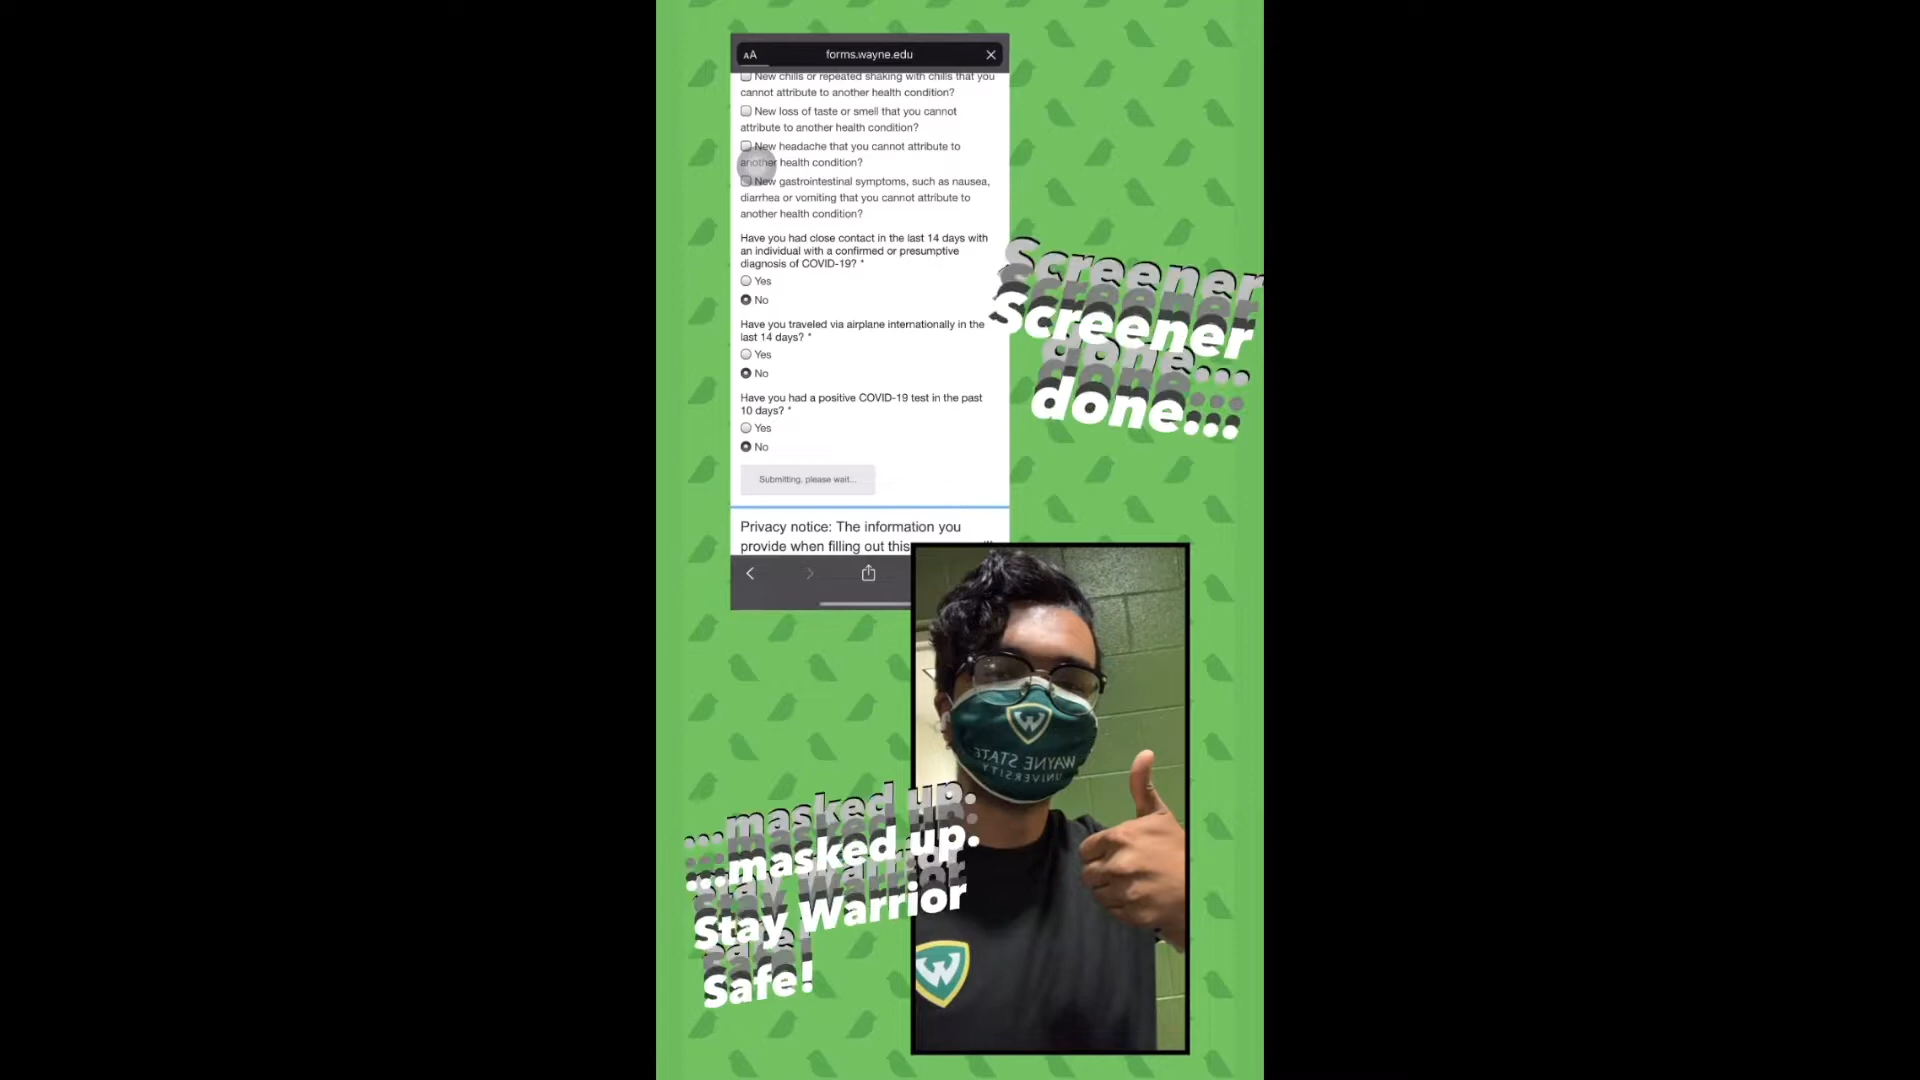 AA forms.wayne.edu
New chills or repeated shaking with chills that you
cannot attribute to another health condition?
New loss of taste or smell that you cannot
attribute to another health condition?
New headache that you cannot attribute to
another health condition?
New gastrointestinal symptoms, such as nausea,
diarrhea or vomiting that you cannot attribute to
another health condition?
Have you had close contact in the last 14 days with
an individual with a confirmed or presumptive
diagnosis of COVID-19? *
Yes
No
Have you traveled via airplane internationally in the
last 14 days? *
Yes
No
Have you had a positive COVID-19 test in the past
10 days? *
Yes
No
Submitting, please wait...
Privacy notice: The information you
provide when filling out this
Screener
done...
WAYNE STATE
UNIVERSITY
...masked up.
Stay Warrior
Safe!